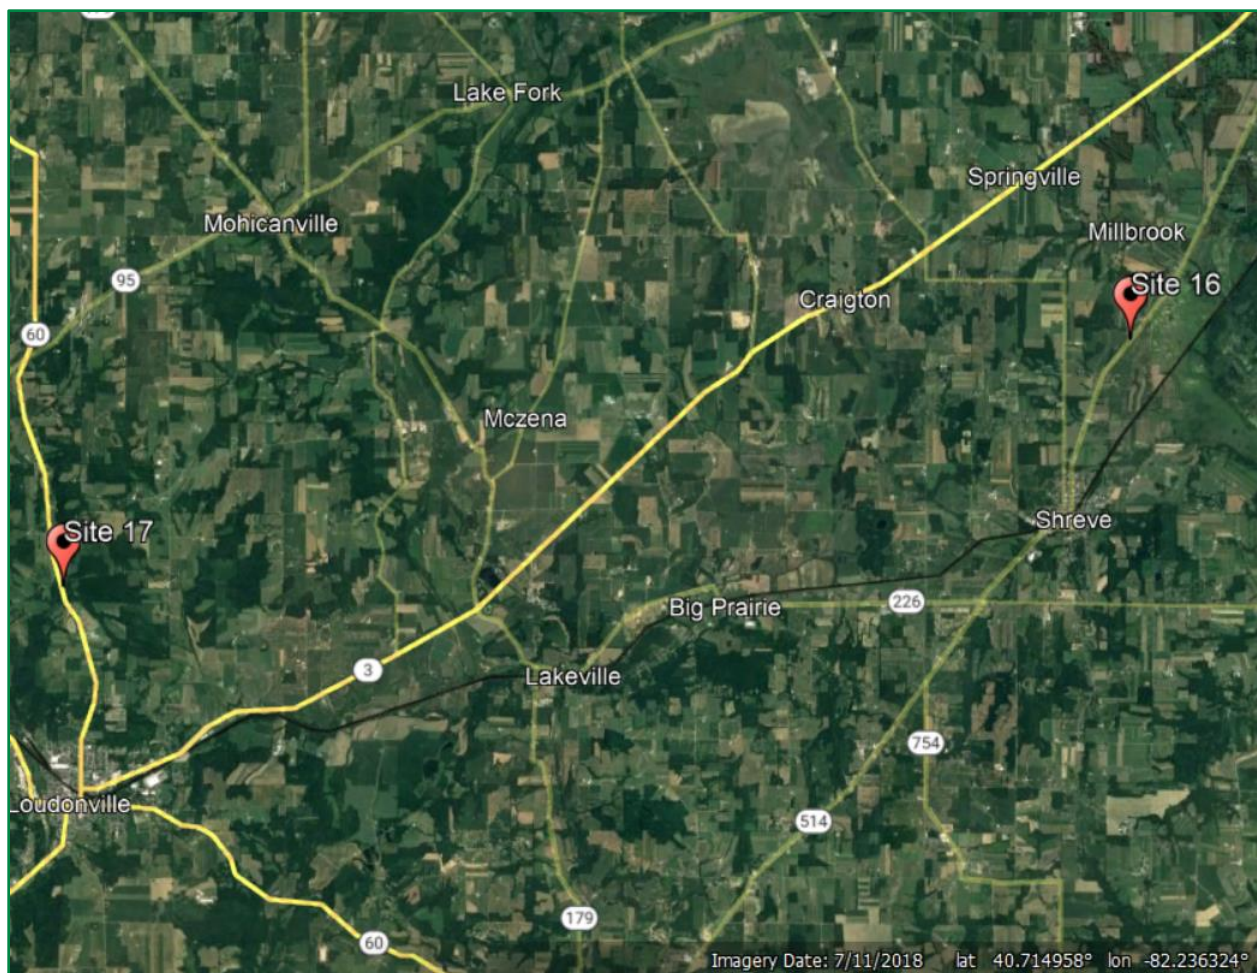 Lake Fork
Springville
Mohicanville
Millbrook
95
Site 16
Craigton
60
Mczena
Shreve
Site 17
Big Prairie
226
3
Lakeville
754
Loudonville
514
179
60
Imagery Date: 7/11/2018 lat 40.714958° lon -82.236324°